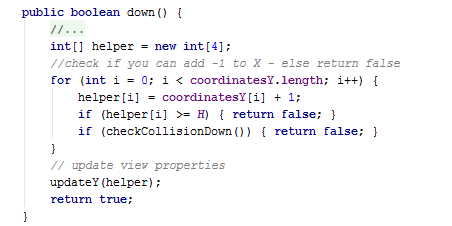 public boolean down() {
//...
int[] helper = new int[4];
//check if you can add -1 to X - else return false
for (int i = 0; i < coordinatesY.length; i++) {
helper[i] = coordinatesY[i] + 1;
if (helper[i] >= H) { return false; }
if (checkCollisionDown()) { return false; }
}
// update view properties
updateY(helper);
return true;
}